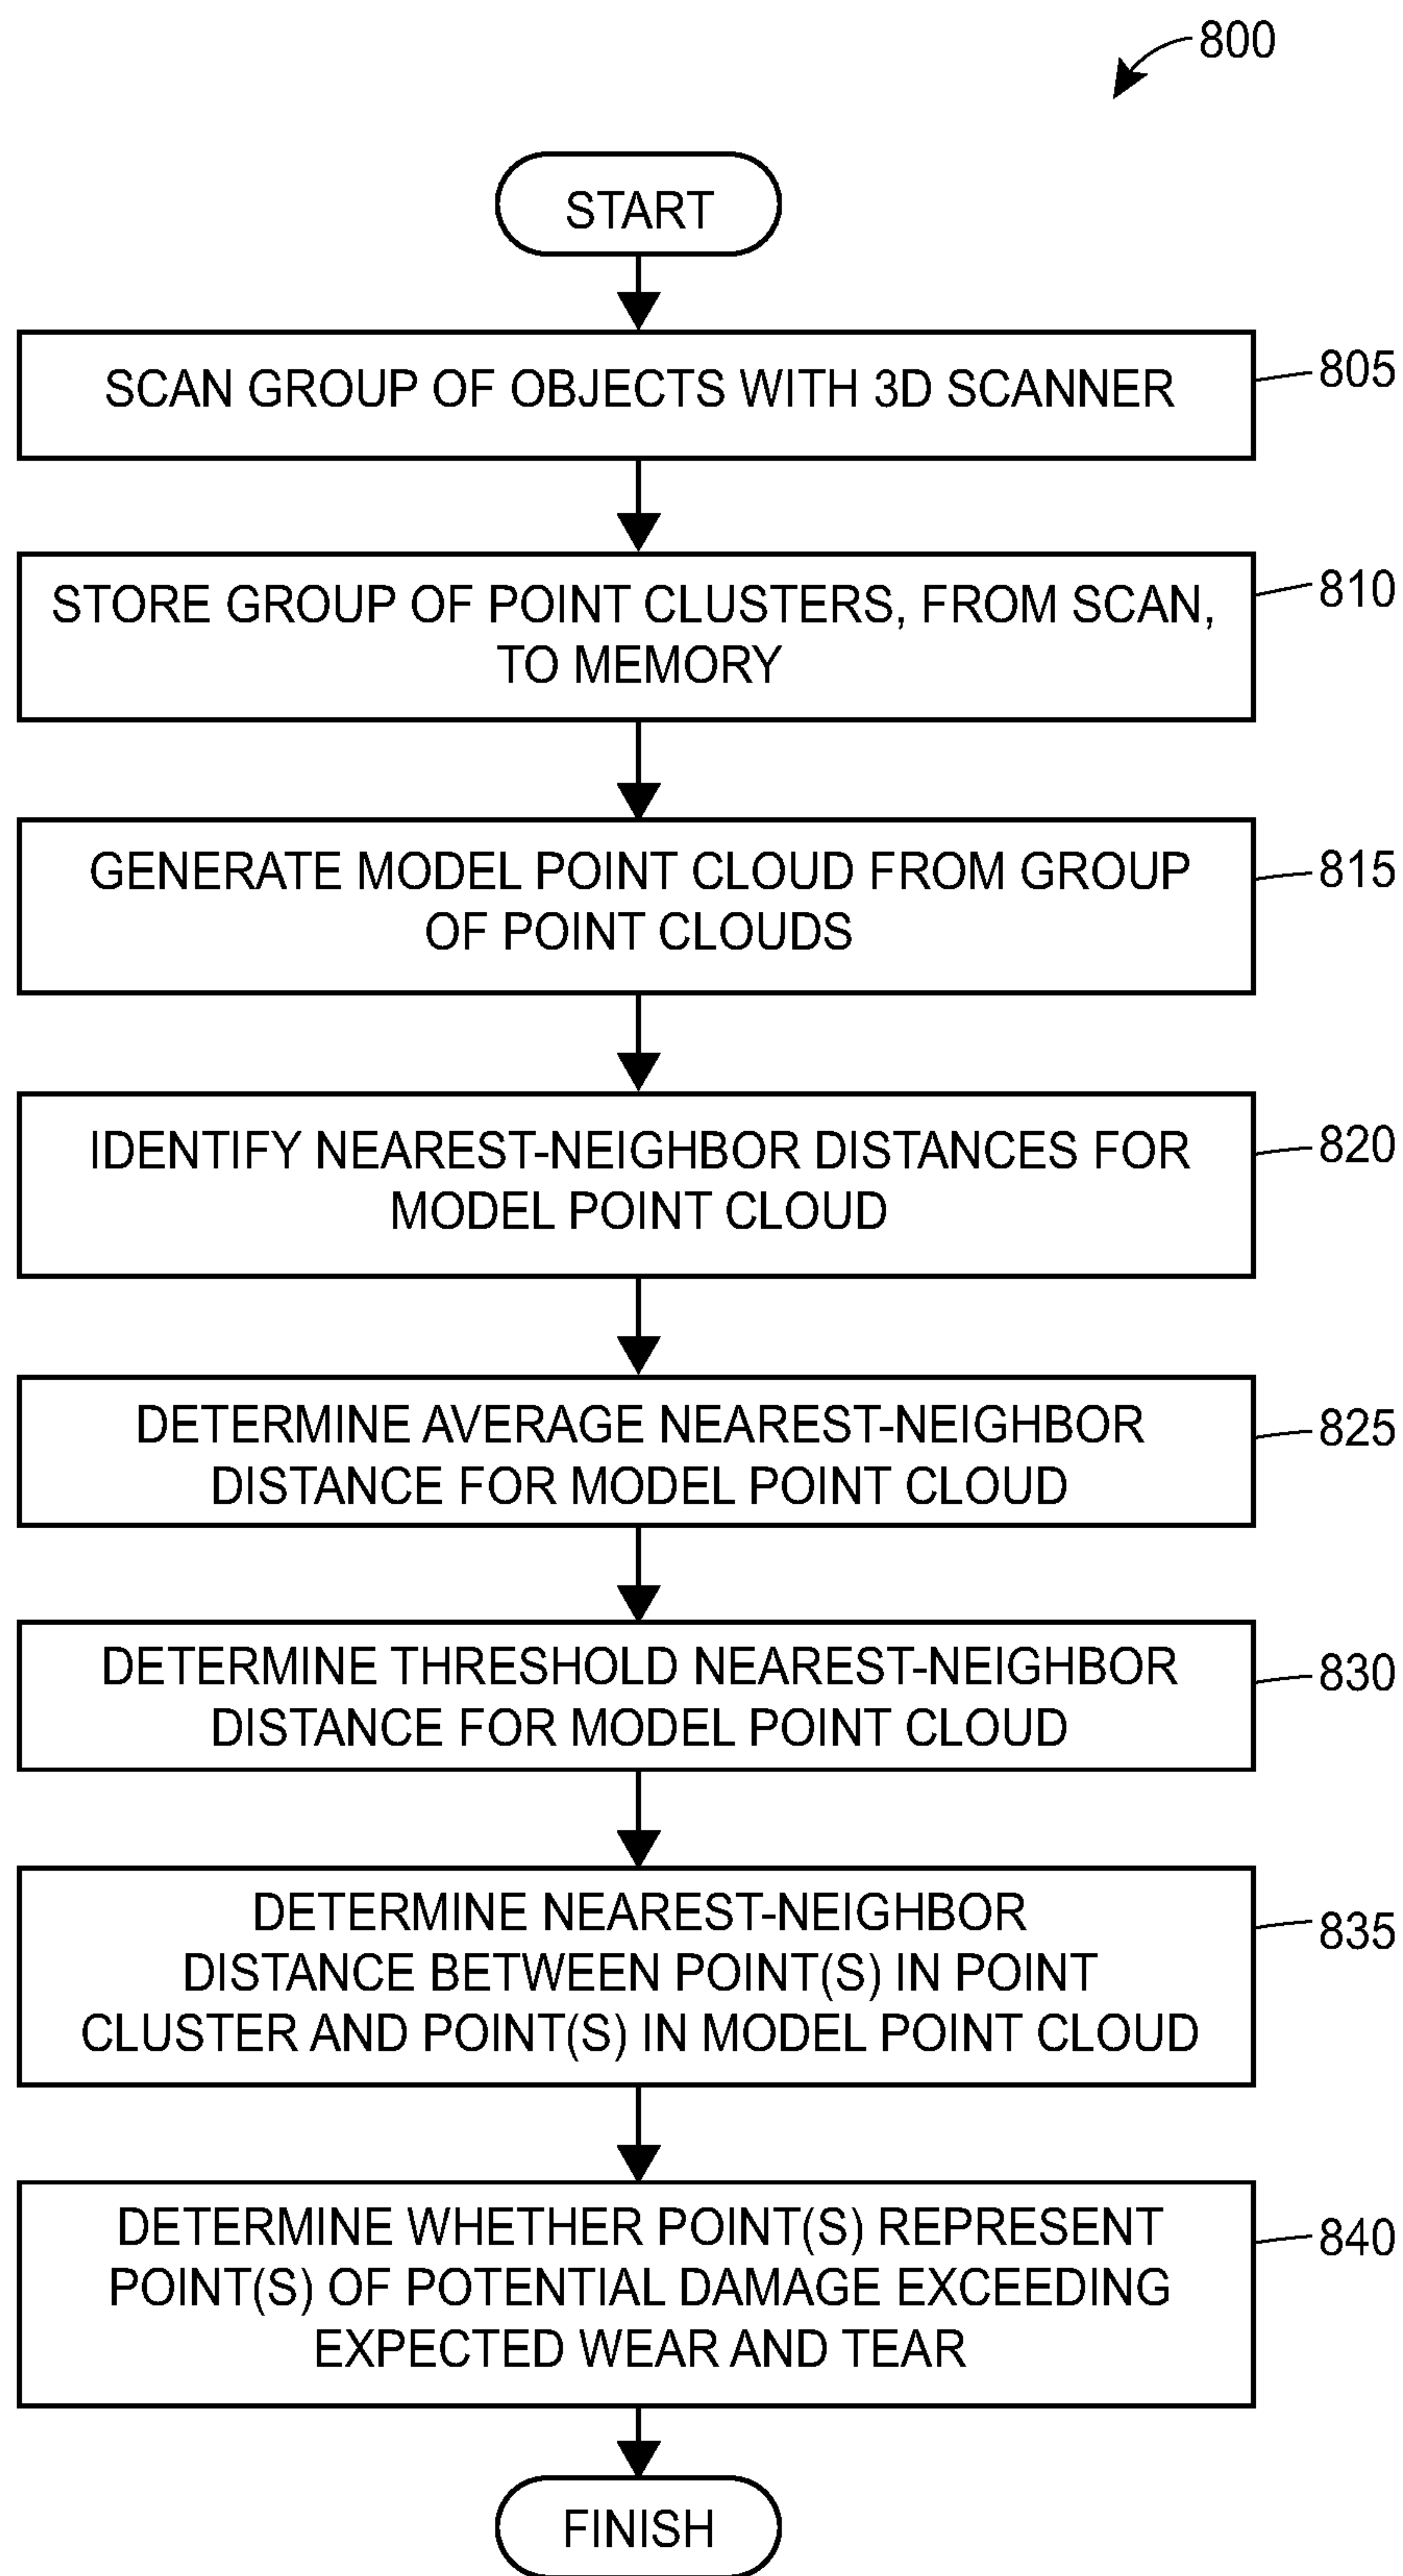 800
START
SCAN GROUP OF OBJECTS WITH 3D SCANNER
805
STORE GROUP OF POINT CLUSTERS, FROM SCAN,
TO MEMORY
810
GENERATE MODEL POINT CLOUD FROM GROUP
OF POINT CLOUDS
815
IDENTIFY NEAREST-NEIGHBOR DISTANCES FOR
MODEL POINT CLOUD
820
DETERMINE AVERAGE NEAREST-NEIGHBOR
DISTANCE FOR MODEL POINT CLOUD
825
DETERMINE THRESHOLD NEAREST-NEIGHBOR
DISTANCE FOR MODEL POINT CLOUD
830
DETERMINE NEAREST-NEIGHBOR
DISTANCE BETWEEN POINT(S) IN POINT
CLUSTER AND POINT(S) IN MODEL POINT CLOUD
835
DETERMINE WHETHER POINT(S) REPRESENT
POINT(S) OF POTENTIAL DAMAGE EXCEEDING
EXPECTED WEAR AND TEAR
840
FINISH